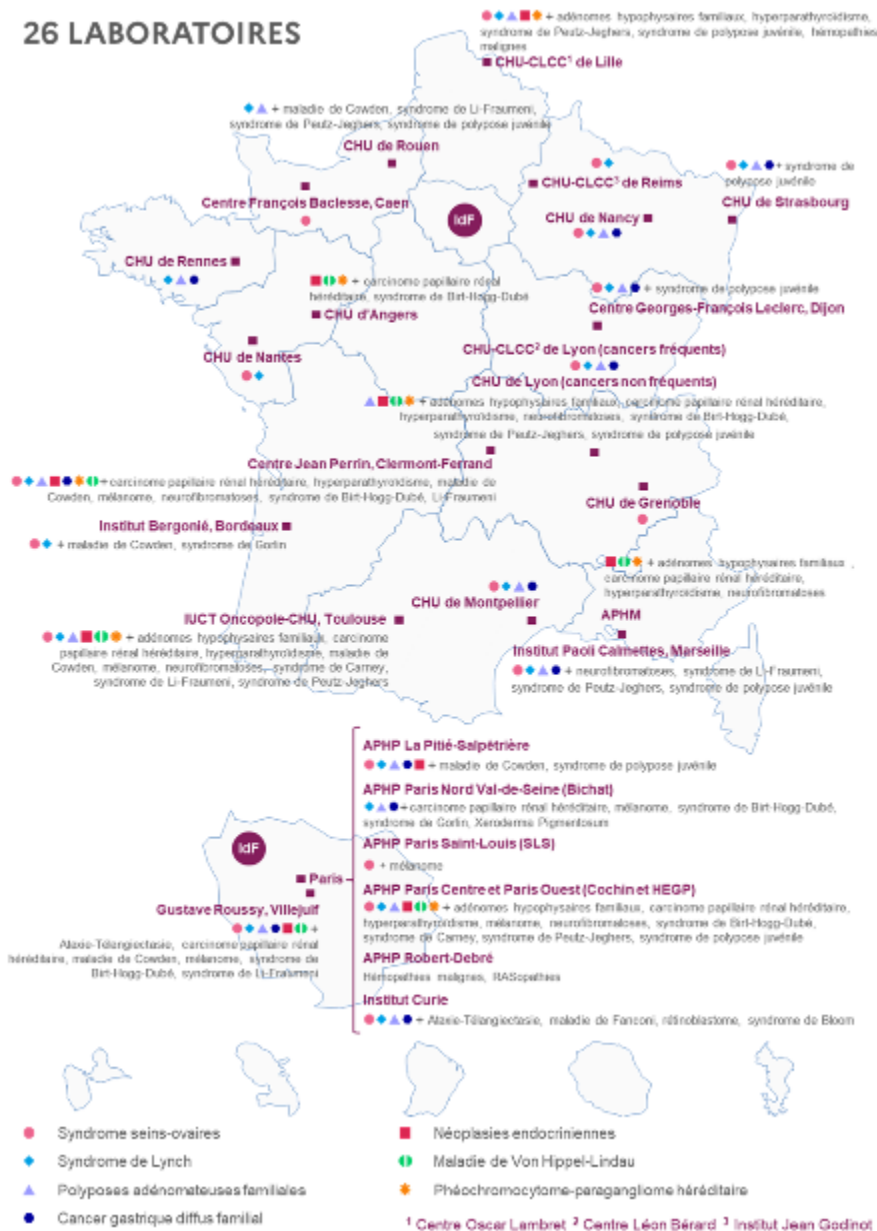 26 LABORATOIRES
+ adénomes hypophysaires familiaux, hyperparathyroïdisme,
syndrome de Peutz-Jeghers, syndrome de polypose juvénile, hémopathies
malignes
CHU-CLCC¹ de Lille
+ maladie de Cowden, syndrome de Li-Fraumeni,
syndrome de Peutz-Jeghers, syndrome de polypose juvénile
CHU de Rouen
CHU-CLCC³ de Reims
+ syndrome de
polypose juvénile
CHU de Strasbourg
Centre François Baclesse, Caen
IdF
CHU de Nancy
CHU de Rennes
+ carcinome papillaire rénal
héréditaire, syndrome de Birt-Hogg-Dubé
CHU d'Angers
+ syndrome de polypose juvénile
Centre Georges-François Leclerc, Dijon
CHU de Nantes
CHU-CLCC² de Lyon (cancers fréquents)
CHU de Lyon (cancers non fréquents)
+ adénomes hypophysaires familiaux, carcinome papillaire rénal héréditaire,
hyperparathyroïdisme, neurofibromatoses, syndrome de Birt-Hogg-Dubé,
syndrome de Peutz-Jeghers, syndrome de polypose juvénile
Centre Jean Perrin, Clermont-Ferrand
+ carcinome papillaire rénal héréditaire, hyperparathyroïdisme, maladie de
Cowden, mélanome, neurofibromatoses, syndrome de Birt-Hogg-Dubé, Li-Fraumeni
CHU de Grenoble
Institut Bergonié, Bordeaux
+ maladie de Cowden, syndrome de Gorlin
+ adénomes hypophysaires familiaux ,
carcinome papillaire rénal héréditaire,
hyperparathyroïdisme, neurofibromatoses
APHM
CHU de Montpellier
IUCT Oncopole-CHU, Toulouse
+ adénomes hypophysaires familiaux, carcinome
papillaire rénal héréditaire, hyperparathyroïdisme, maladie de
Cowden, mélanome, neurofibromatoses, syndrome de Carney,
syndrome de Li-Fraumeni, syndrome de Peutz-Jeghers
Institut Paoli Calmettes, Marseille
+ neurofibromatoses, syndrome de Li-Fraumeni,
syndrome de Peutz-Jeghers, syndrome de polypose juvénile
APHP La Pitié-Salpétrière
+ maladie de Cowden, syndrome de polypose juvénile
APHP Paris Nord Val-de-Seine (Bichat)
+ carcinome papillaire rénal héréditaire, mélanome, syndrome de Birt-Hogg-Dubé,
syndrome de Gorlin, Xeroderma Pigmentosum
APHP Paris Saint-Louis (SLS)
+ mélanome
APHP Paris Centre et Paris Ouest (Cochin et HEGP)
+ adénomes hypophysaires familiaux, carcinome papillaire rénal héréditaire,
hyperparathyroïdisme, mélanome, neurofibromatoses, syndrome de Birt-Hogg-Dubé,
syndrome de Carney, syndrome de Peutz-Jeghers, syndrome de polypose juvénile
APHP Robert-Debré
Hémopathies malignes, RASopathies
Institut Curie
+ Ataxie-Télangiectasie, maladie de Fanconi, rétinoblastome, syndrome de Bloom
IdF
Paris
Gustave Roussy, Villejuif
+
Ataxie-Télangiectasie, carcinome papillaire rénal
héréditaire, maladie de Cowden, mélanome, syndrome de
Birt-Hogg-Dubé, syndrome de Li-Fraumeni
Syndrome seins-ovaires
Syndrome de Lynch
Polyposes adénomateuses familiales
Cancer gastrique diffus familial
Néoplasies endocriniennes
Maladie de Von Hippel-Lindau
Phéochromocytome-paragangliome héréditaire
¹ Centre Oscar Lambret ² Centre Léon Bérard ³ Institut Jean Godinot